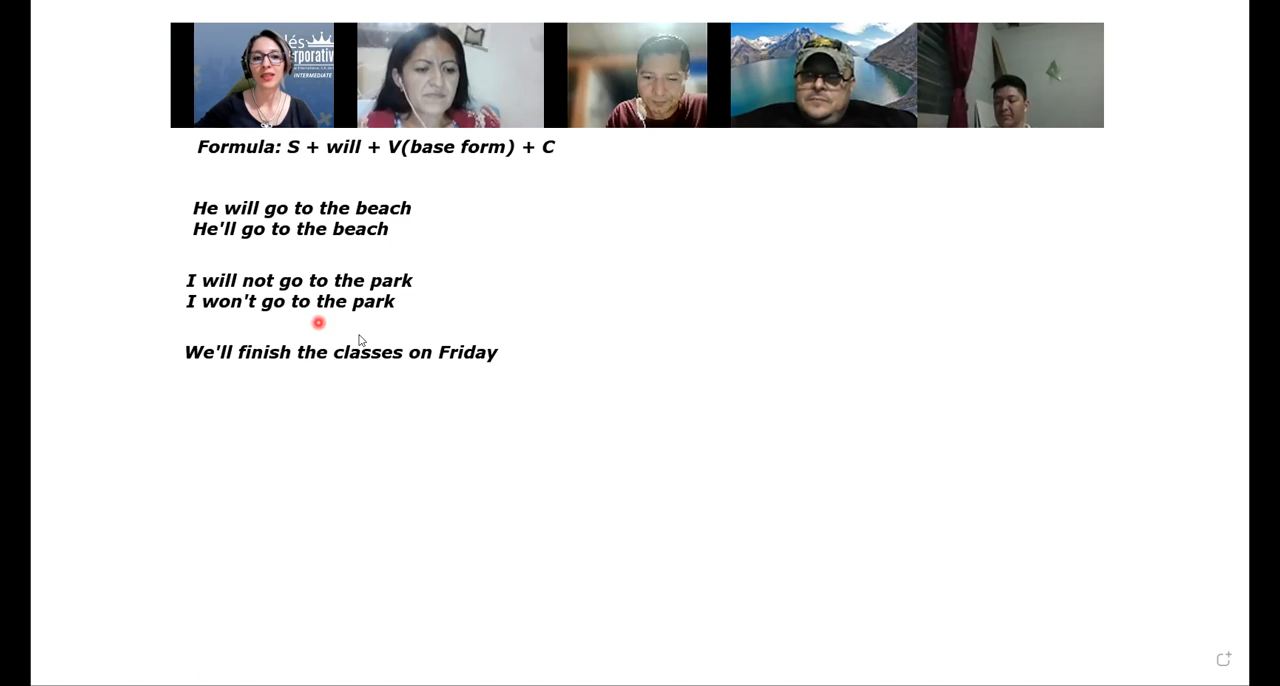 INTERMEDIATE
Formula: S + will + V(base form) + C
He will go to the beach
He'll go to the beach
I will not go to the park
I won't go to the park
We'll finish the classes on Friday